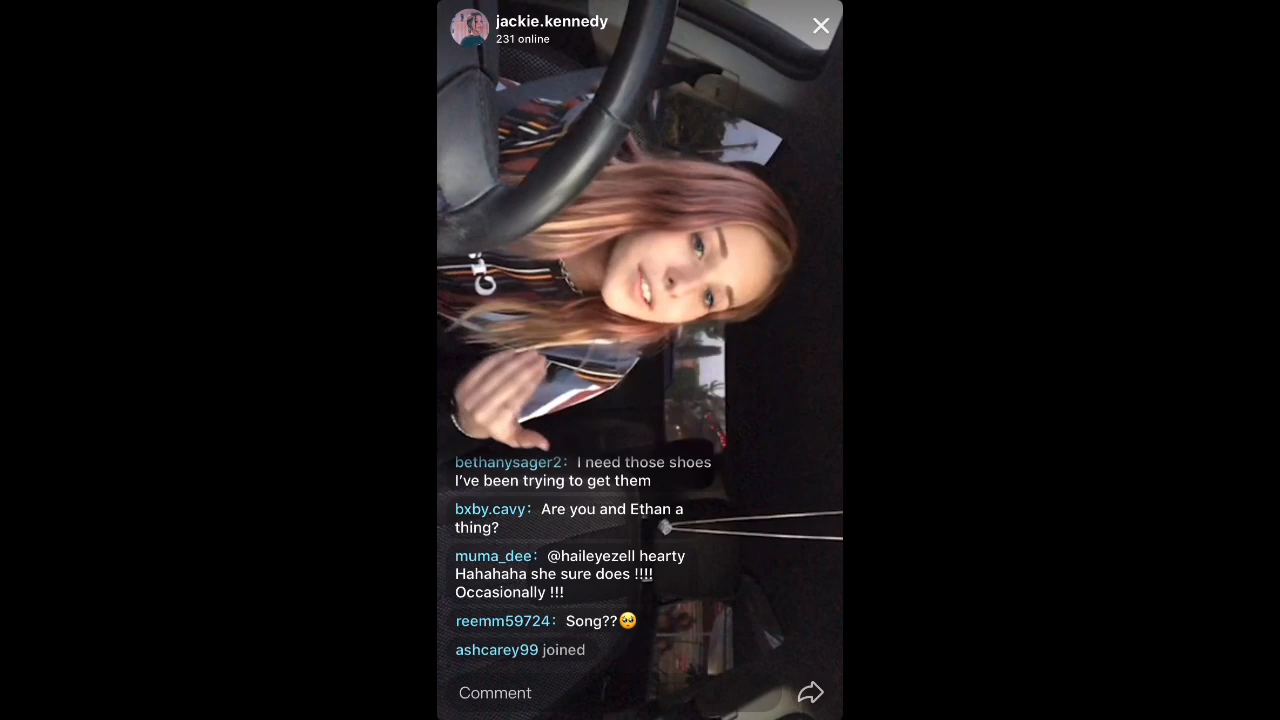 jackie.kennedy
231 online
bethanysager2: I need those shoes
I've been trying to get them
bxby.cavy: Are you and Ethan a
thing?
muma_dee: @haileyezell hearty
Hahahaha she sure does !!!!
Occasionally !!!
reemm59724: Song??🥺
ashcarey99 joined
Comment